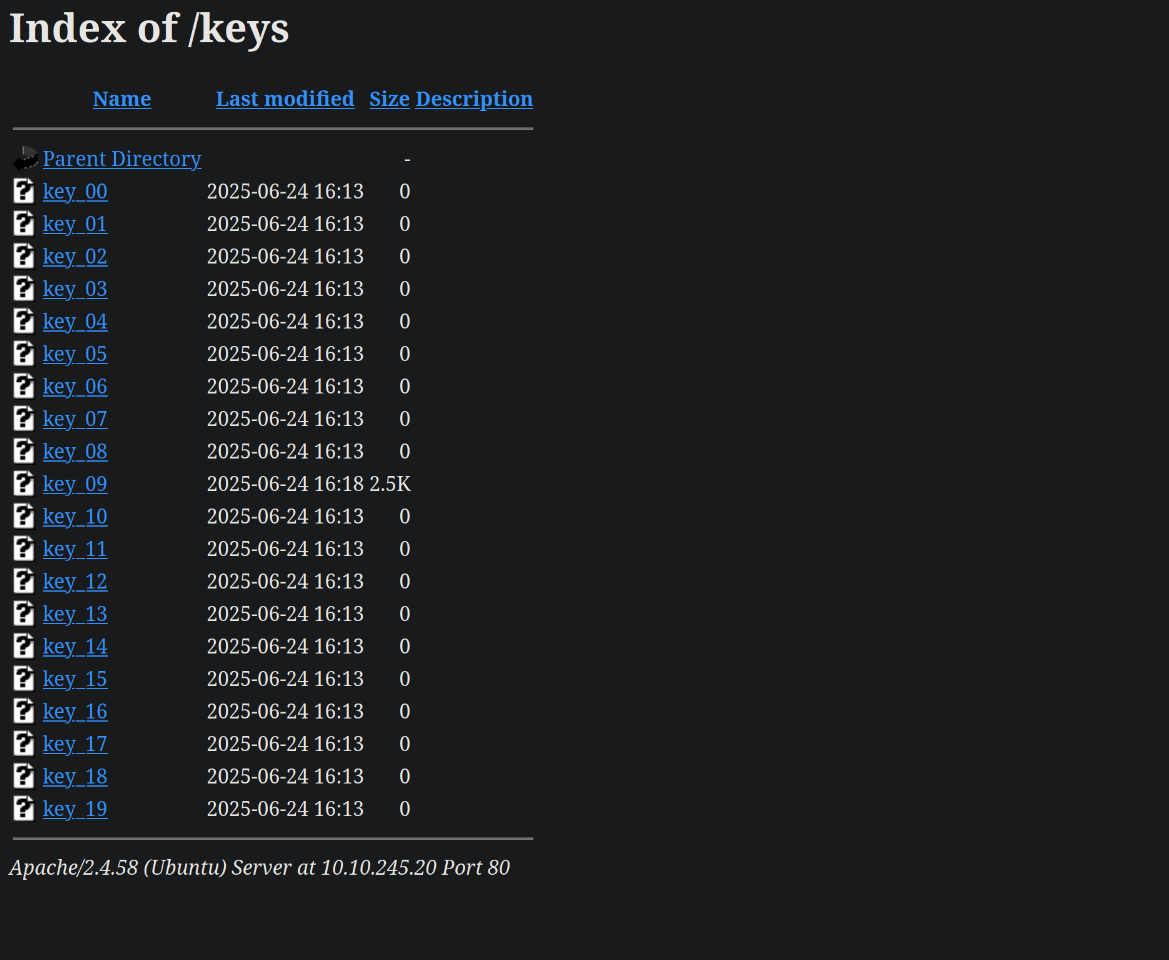 Index of /keys
Name Last modified Size Description
Parent Directory -
key_00 2025-06-24 16:13 0
key_01 2025-06-24 16:13 0
key_02 2025-06-24 16:13 0
key_03 2025-06-24 16:13 0
key_04 2025-06-24 16:13 0
key_05 2025-06-24 16:13 0
key_06 2025-06-24 16:13 0
key_07 2025-06-24 16:13 0
key_08 2025-06-24 16:13 0
key_09 2025-06-24 16:18 2.5K
key_10 2025-06-24 16:13 0
key_11 2025-06-24 16:13 0
key_12 2025-06-24 16:13 0
key_13 2025-06-24 16:13 0
key_14 2025-06-24 16:13 0
key_15 2025-06-24 16:13 0
key_16 2025-06-24 16:13 0
key_17 2025-06-24 16:13 0
key_18 2025-06-24 16:13 0
key_19 2025-06-24 16:13 0
Apache/2.4.58 (Ubuntu) Server at 10.10.245.20 Port 80